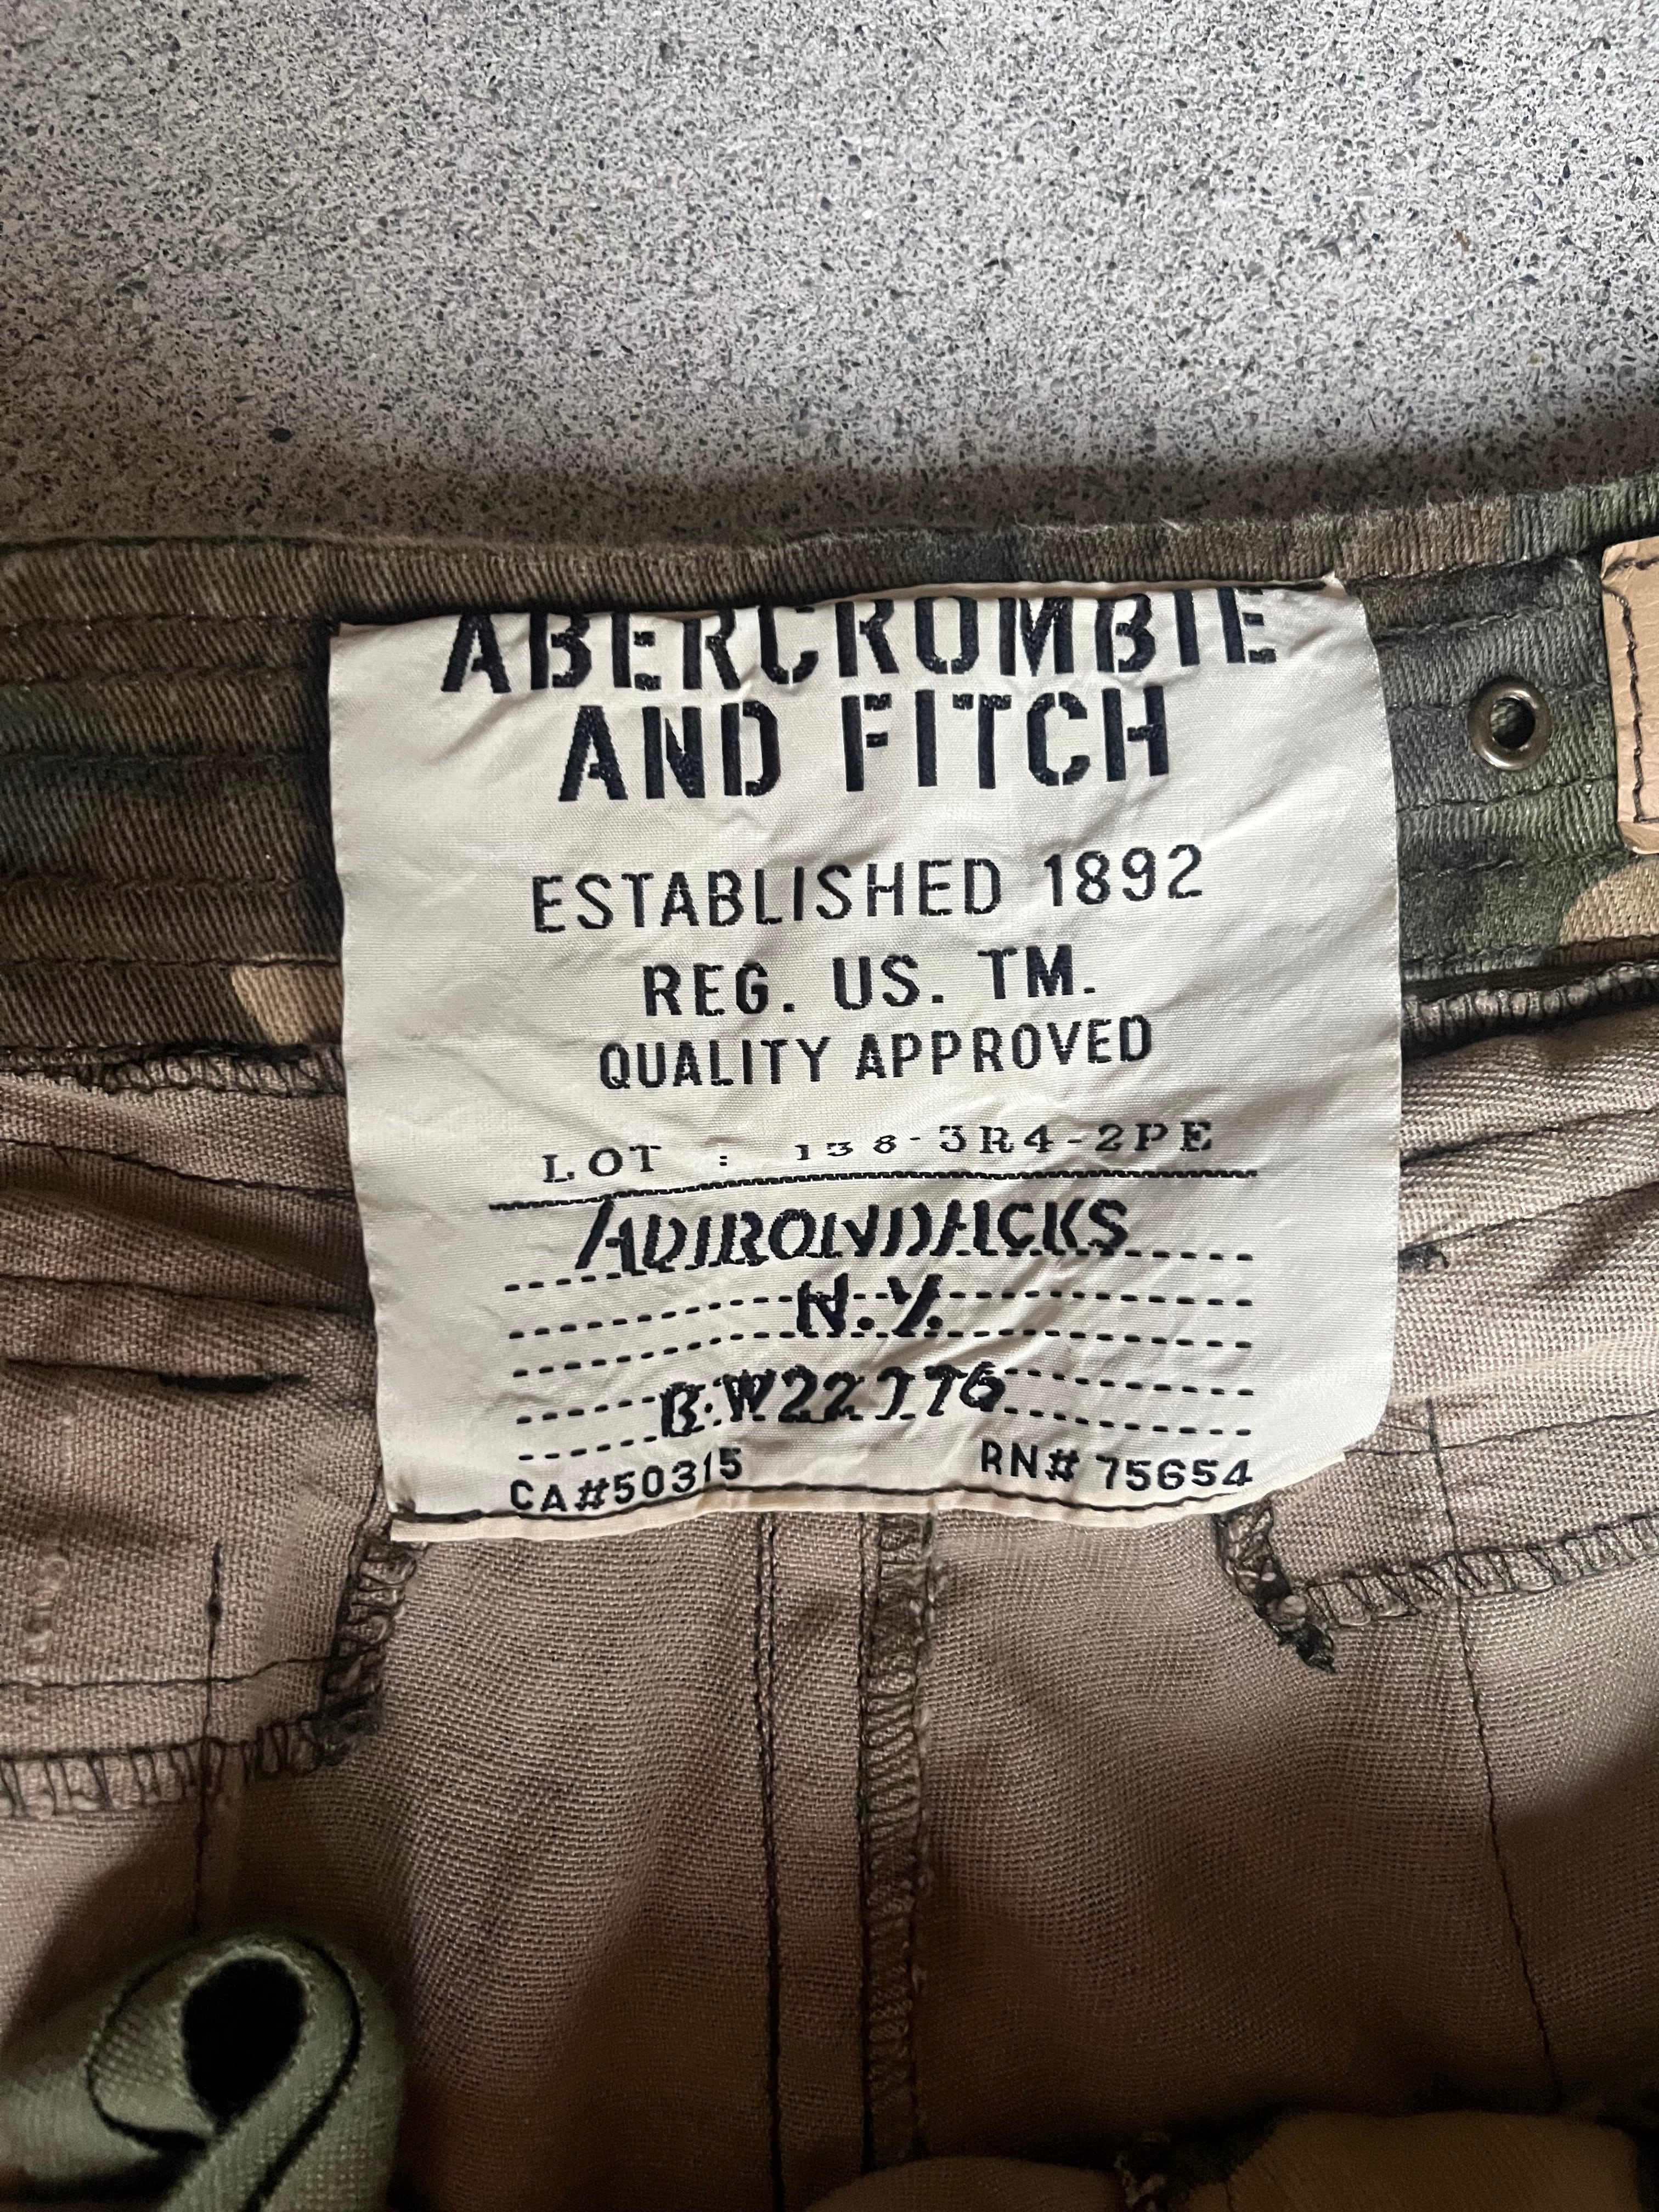 ABERCROMBIE
AND FITCH
ESTABLISHED 1892
REG. US. TM.
QUALITY APPROVED
LOT : 138-3R4-2PE
ADIRONDACKS
N.Y.
CA#50315 RN# 75654